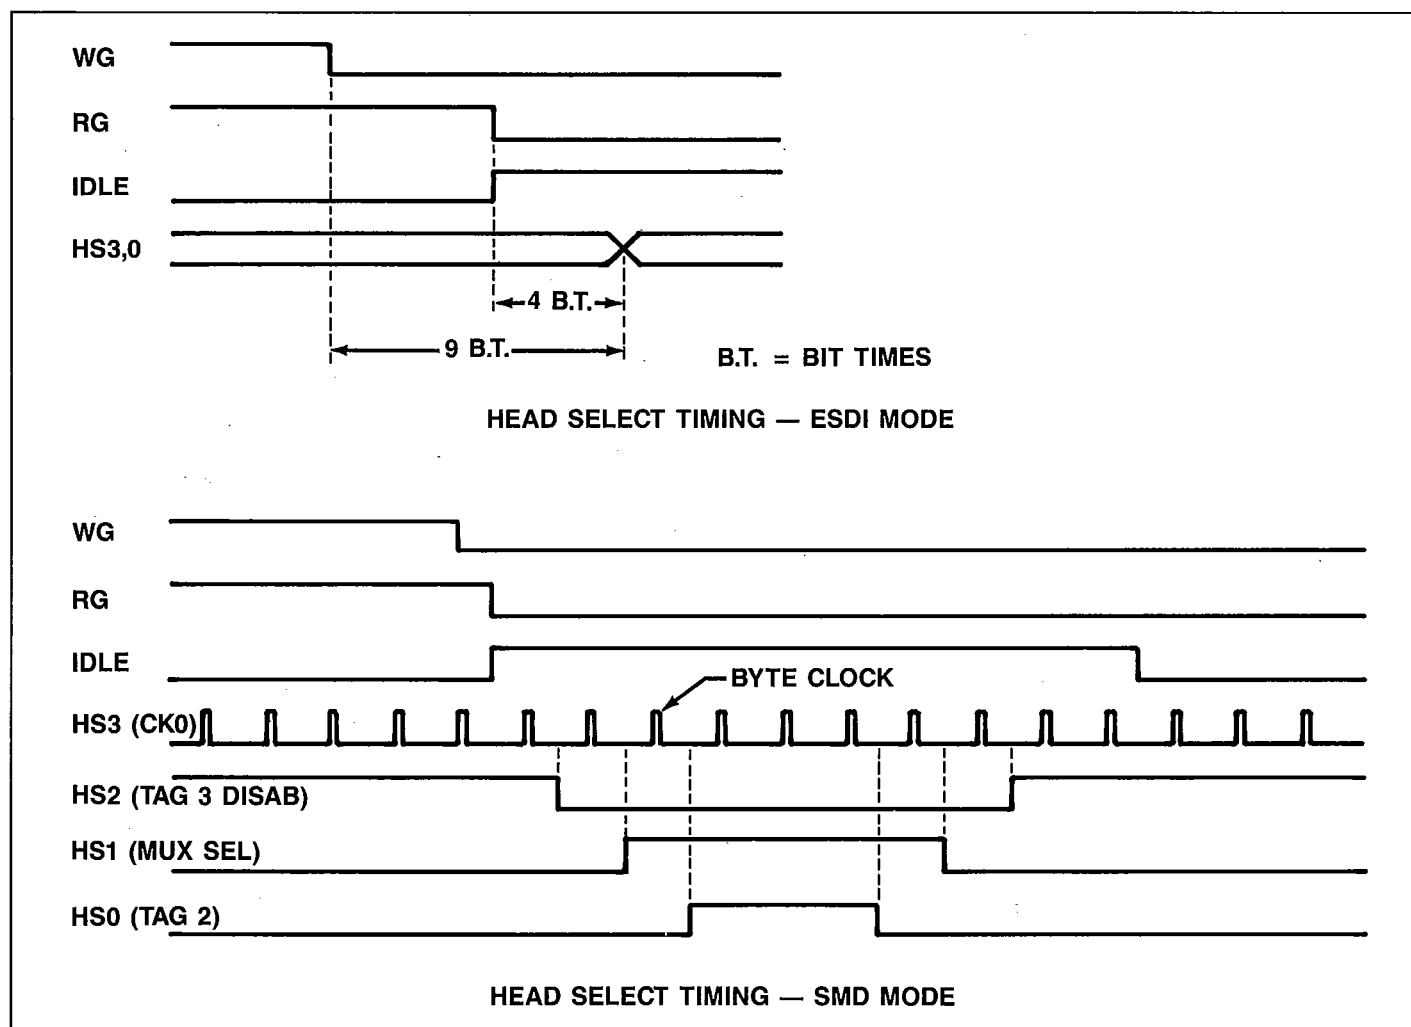 WG
RG
IDLE
HS3,0
4 B.T.
9 B.T.
B.T. = BIT TIMES
HEAD SELECT TIMING — ESDI MODE
WG
RG
IDLE
BYTE CLOCK
HS3 (CK0)
HS2 (TAG 3 DISAB)
HS1 (MUX SEL)
HS0 (TAG 2)
HEAD SELECT TIMING — SMD MODE